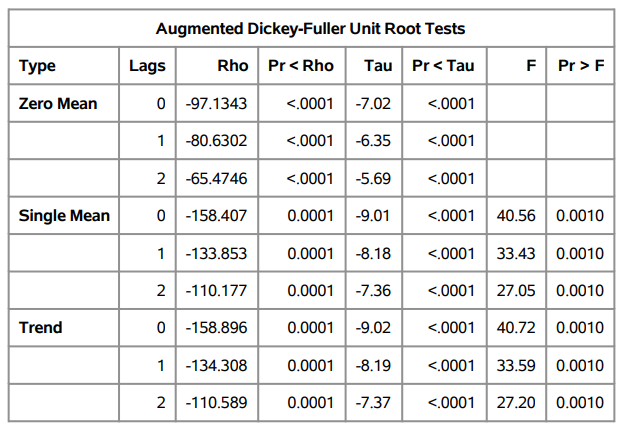 Augmented Dickey-Fuller Unit Root Tests
Type Lags Rho Pr < Rho Tau Pr < Tau F Pr > F
Zero Mean 0 -97.1343 <.0001 -7.02 <.0001
1 -80.6302 <.0001 -6.35 <.0001
2 -65.4746 <.0001 -5.69 <.0001
Single Mean 0 -158.407 0.0001 -9.01 <.0001 40.56 0.0010
1 -133.853 0.0001 -8.18 <.0001 33.43 0.0010
2 -110.177 0.0001 -7.36 <.0001 27.05 0.0010
Trend 0 -158.896 0.0001 -9.02 <.0001 40.72 0.0010
1 -134.308 0.0001 -8.19 <.0001 33.59 0.0010
2 -110.589 0.0001 -7.37 <.0001 27.20 0.0010